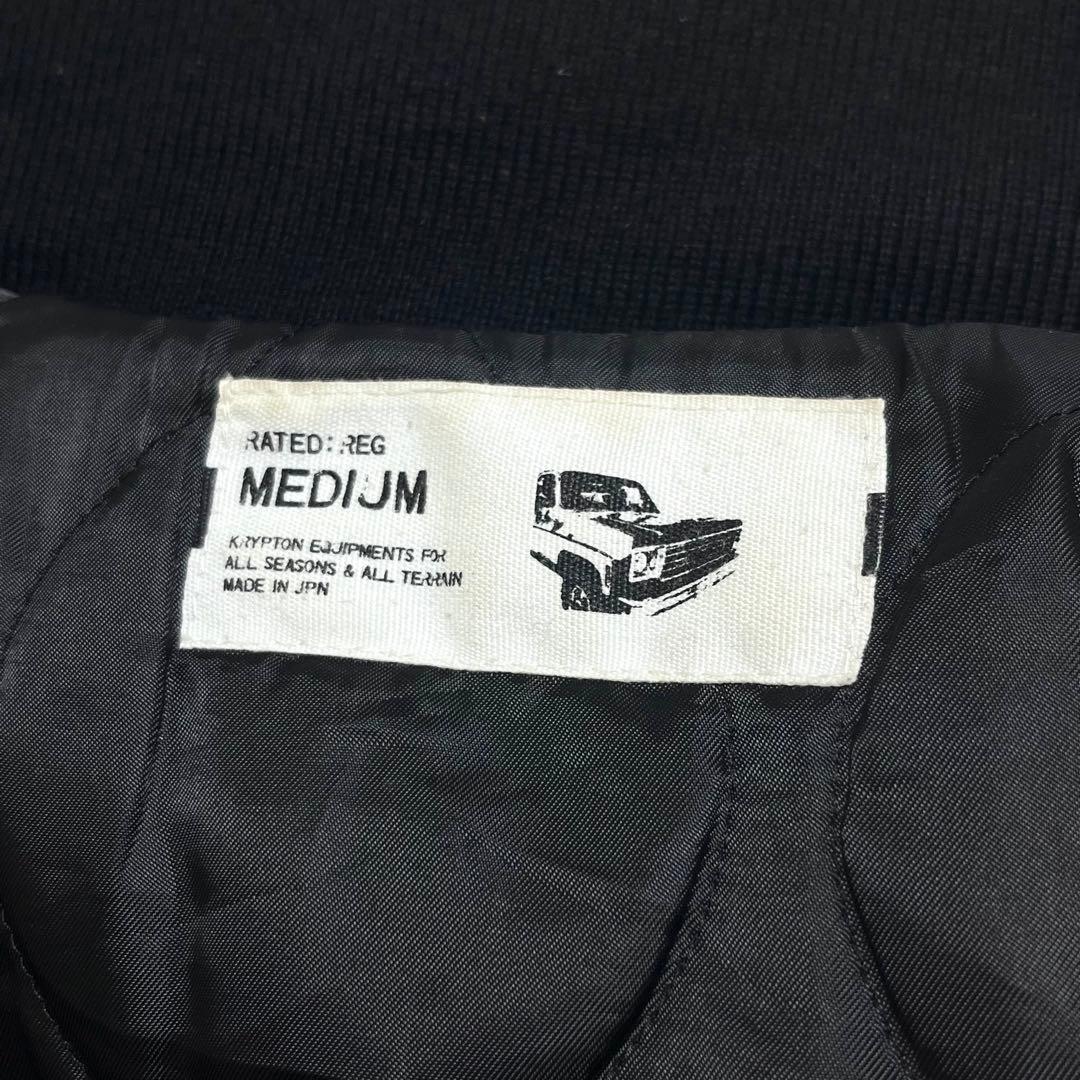 RATED: REG
MEDIUM
KRYPTON EQUIPMENTS FOR
ALL SEASONS & ALL TERRAIN
MADE IN JPN